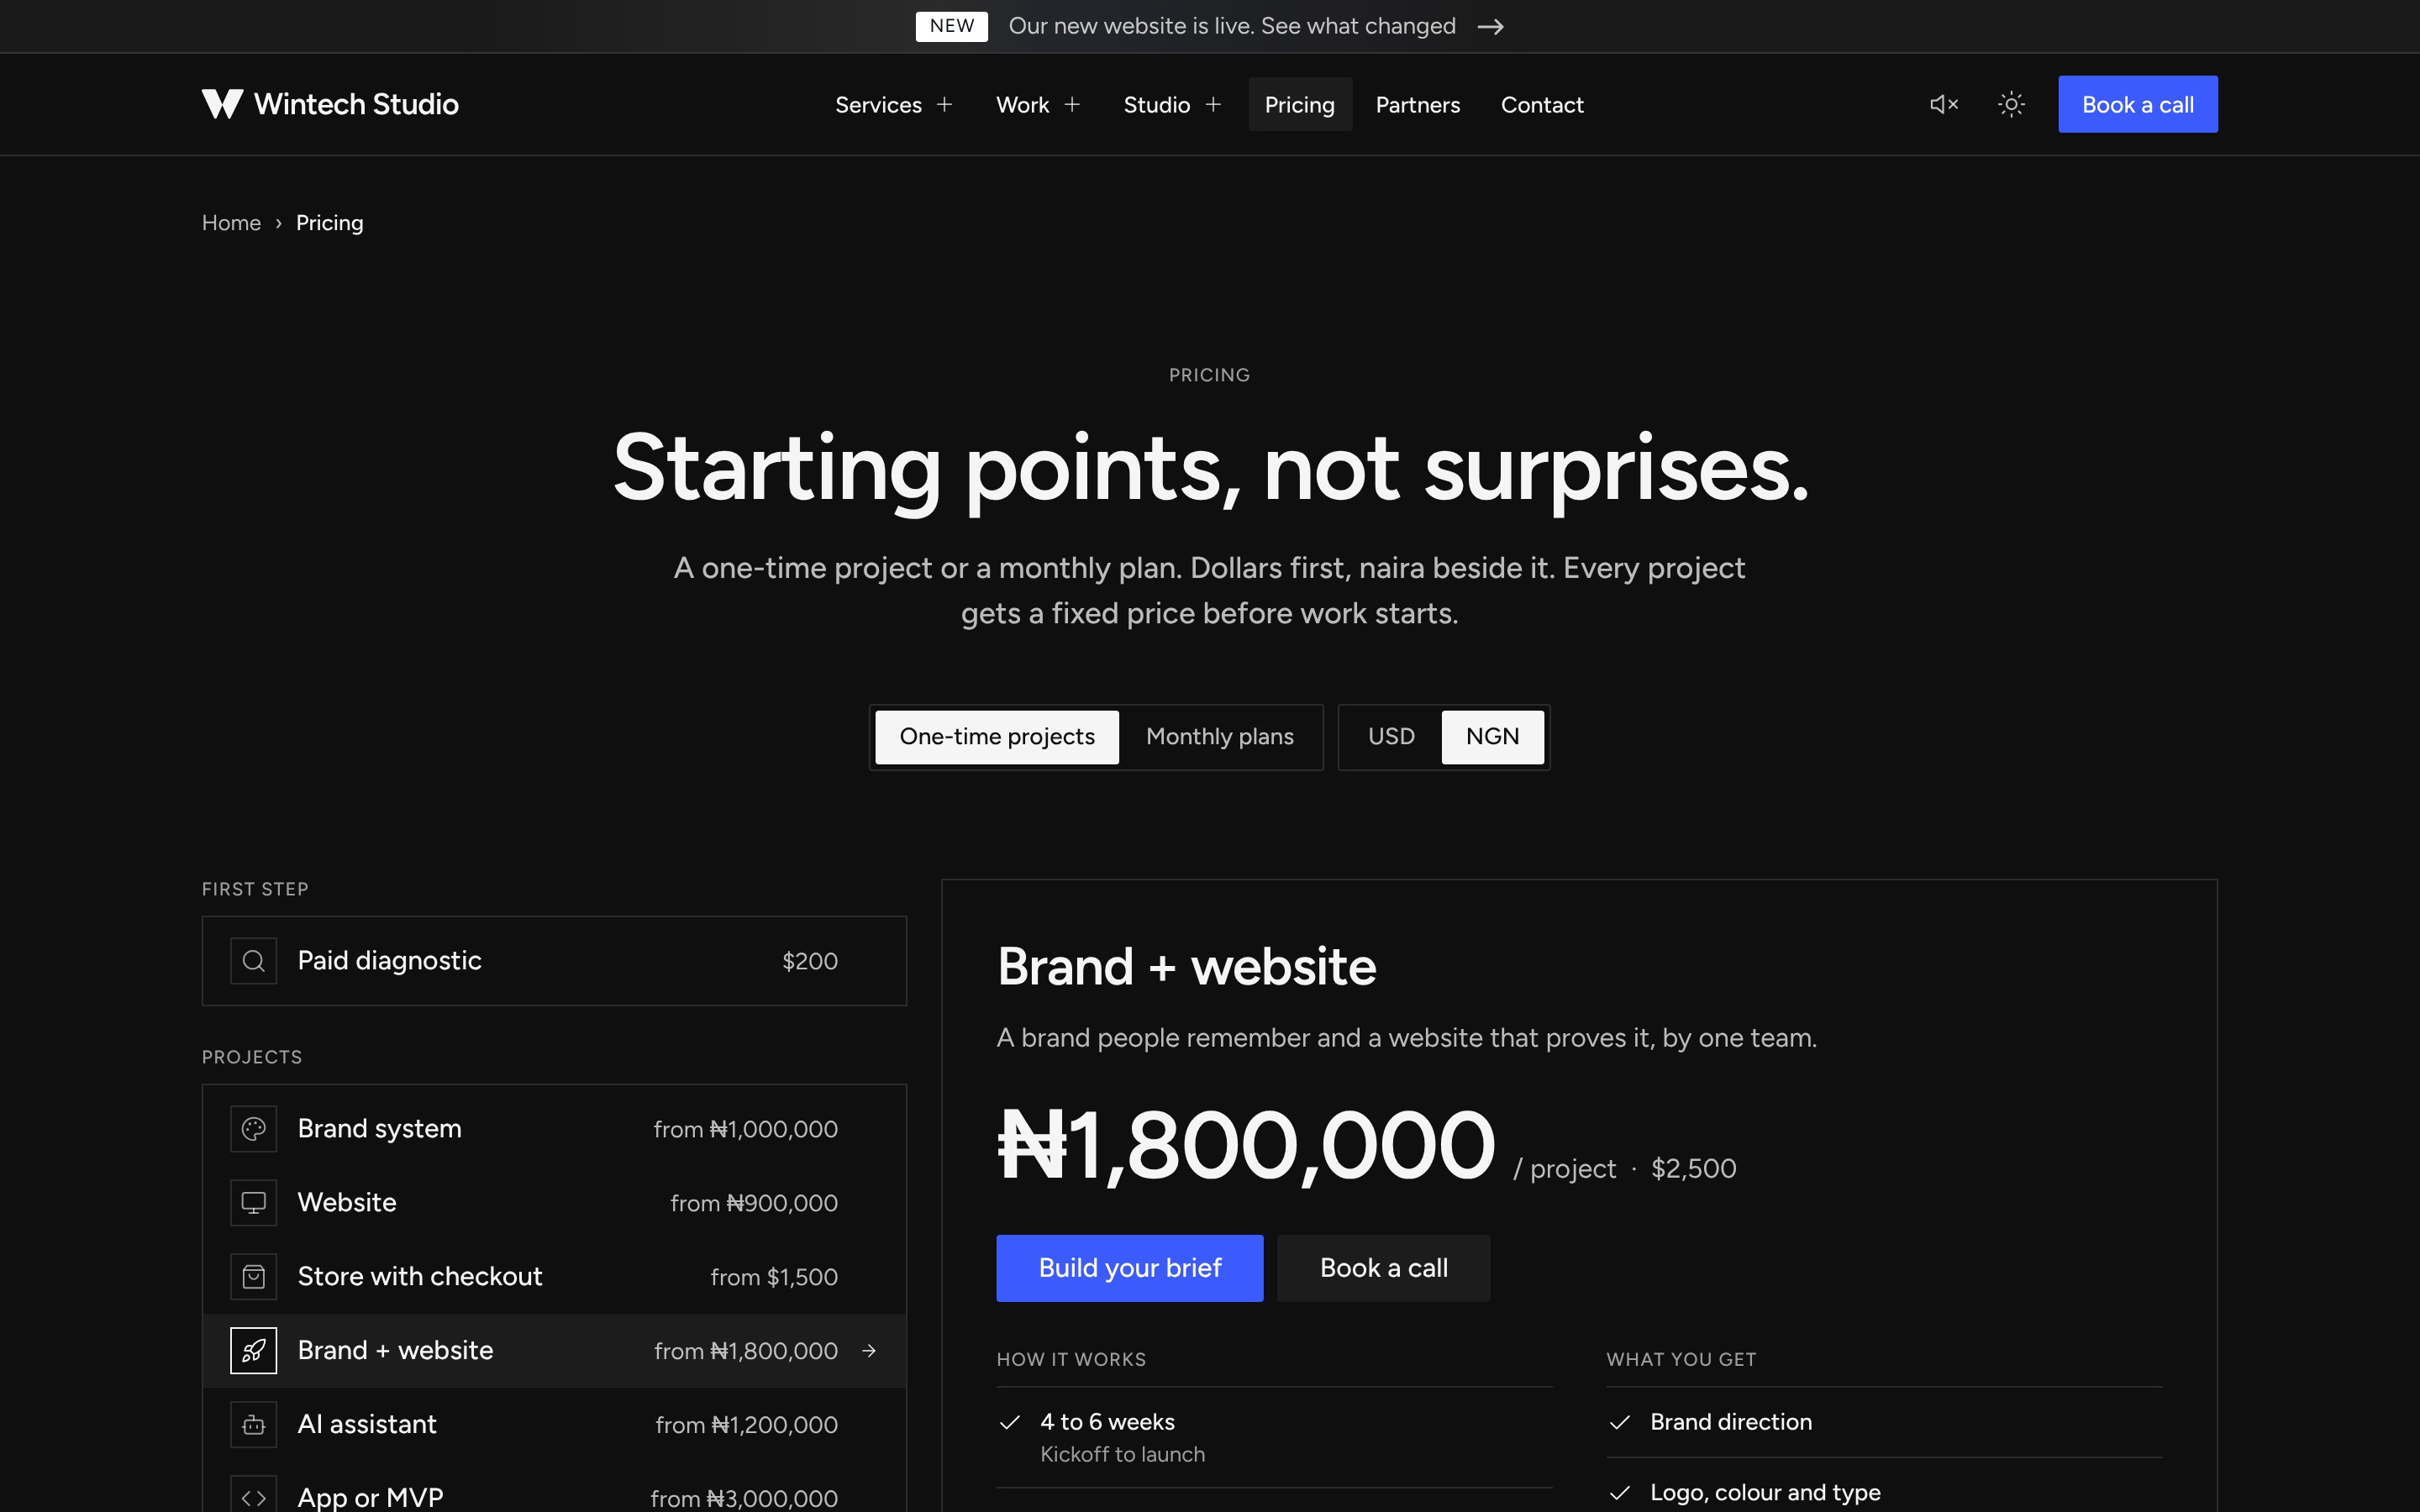 NEW Our new website is live. See what changed →
Wintech Studio
Services + Work + Studio + Pricing Partners Contact
Book a call
Home › Pricing
PRICING
Starting points, not surprises.
A one-time project or a monthly plan. Dollars first, naira beside it. Every project
gets a fixed price before work starts.
One-time projects Monthly plans USD NGN
FIRST STEP
Paid diagnostic $200
PROJECTS
Brand system from ₦1,000,000
Website from ₦900,000
Store with checkout from $1,500
Brand + website from ₦1,800,000 →
AI assistant from ₦1,200,000
App or MVP from ₦3,000,000
Brand + website
A brand people remember and a website that proves it, by one team.
₦1,800,000 / project · $2,500
Build your brief Book a call
HOW IT WORKS
4 to 6 weeks
Kickoff to launch
WHAT YOU GET
Brand direction
Logo, colour and type